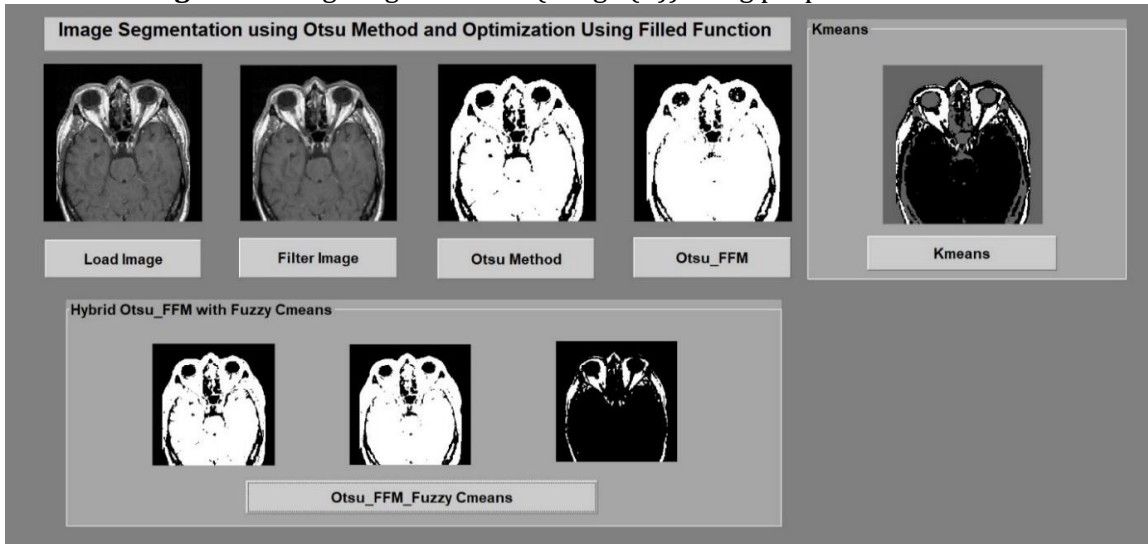 Image Segmentation using Otsu Method and Optimization Using Filled Function
Kmeans
Load Image
Filter Image
Otsu Method
Otsu_FFM
Kmeans
Hybrid Otsu_FFM with Fuzzy Cmeans
Otsu_FFM_Fuzzy Cmeans